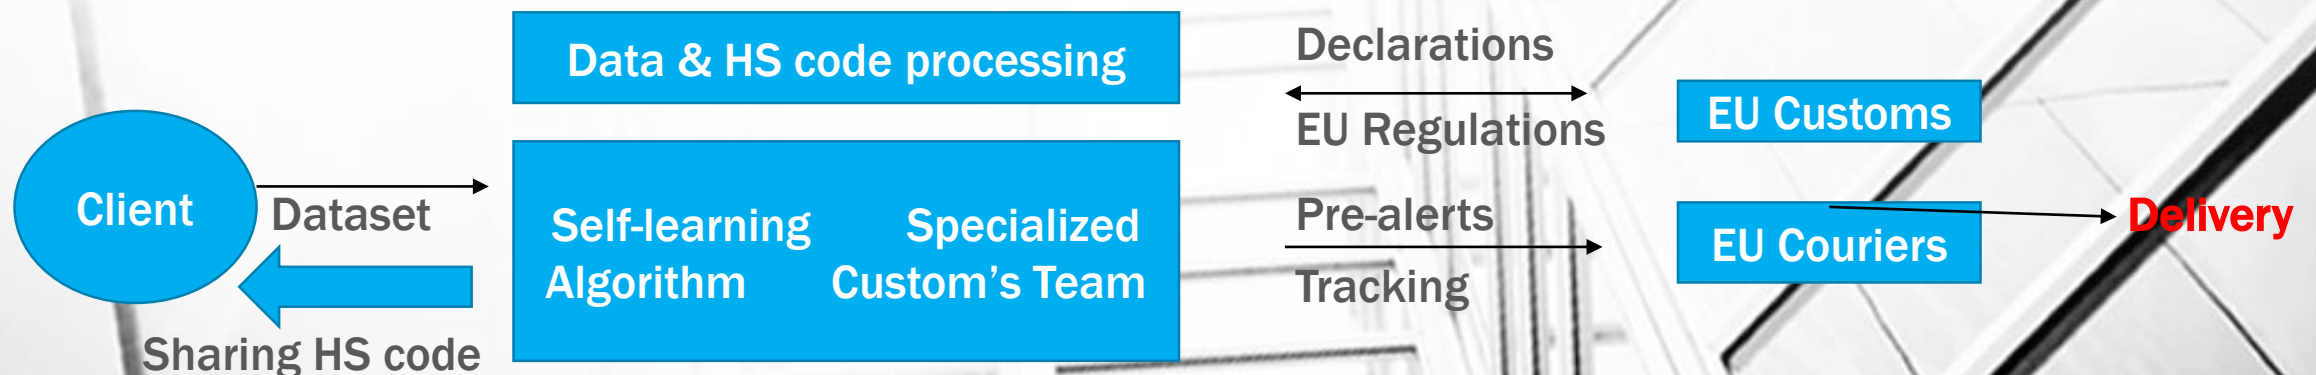 Client
Dataset
Sharing HS code
Data & HS code processing
Self-learning
Algorithm
Specialized
Custom's Team
Declarations
EU Regulations
Pre-alerts
Tracking
EU Customs
EU Couriers
Delivery